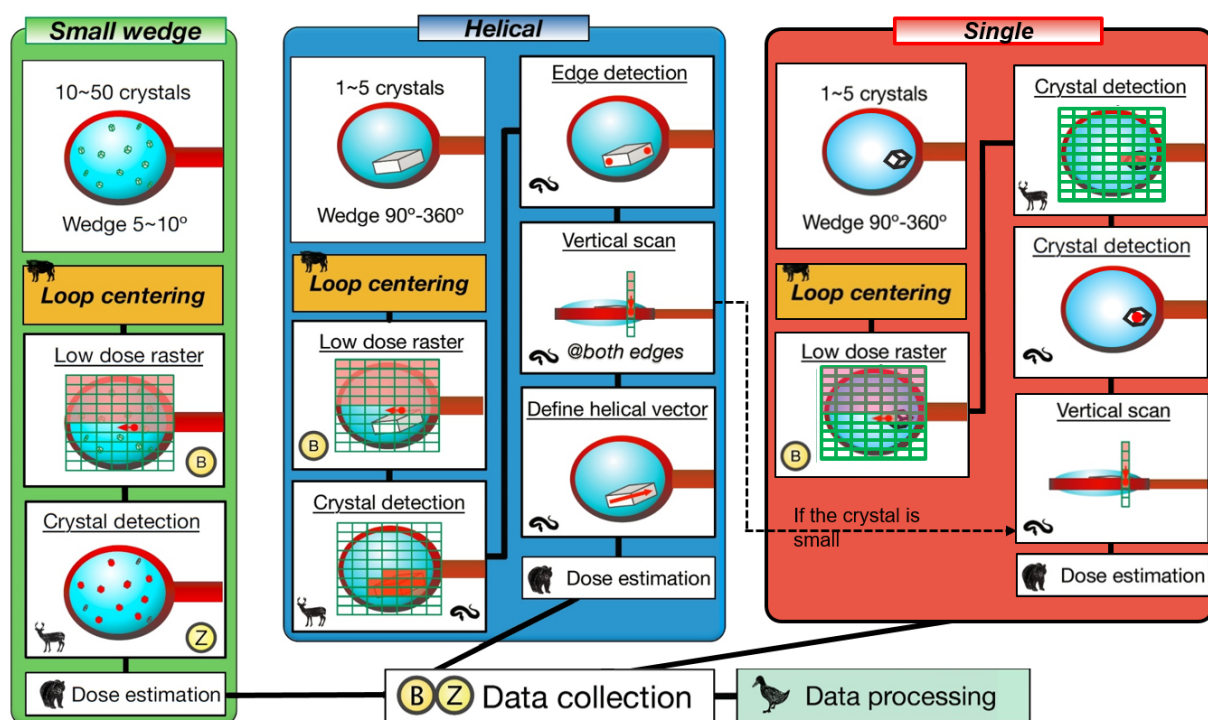 Small wedge
10~50 crystals
Wedge 5~10º
Loop centering
Low dose raster
B
Crystal detection
Z
Dose estimation
Helical
1~5 crystals
Wedge 90º-360º
Loop centering
Low dose raster
B
Crystal detection
Edge detection
Vertical scan
@both edges
Define helical vector
Dose estimation
Single
1~5 crystals
Wedge 90º-360º
Loop centering
Low dose raster
B
Crystal detection
Crystal detection
Vertical scan
If the crystal is
small
Dose estimation
B Z Data collection
Data processing